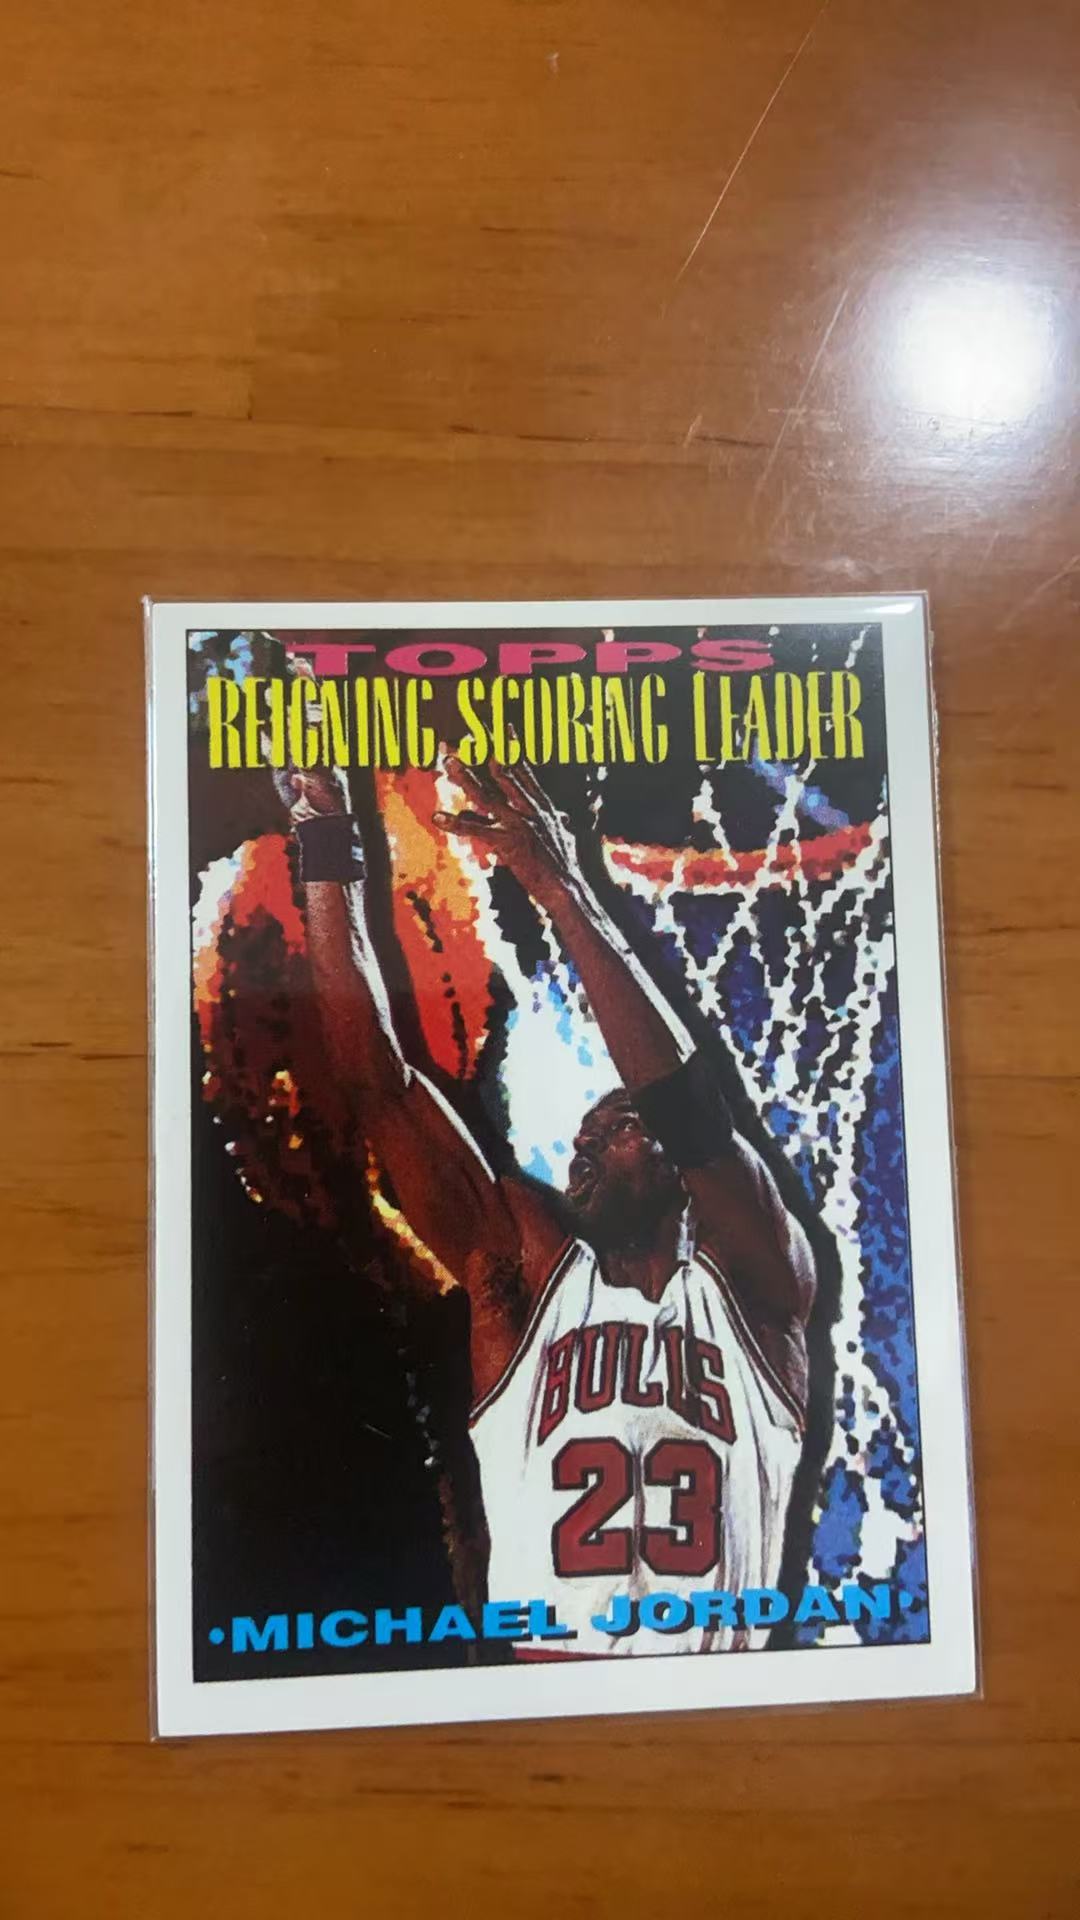 TOPPS
REIGNING SCORING LEADER
BULLS
23
•MICHAEL JORDAN•